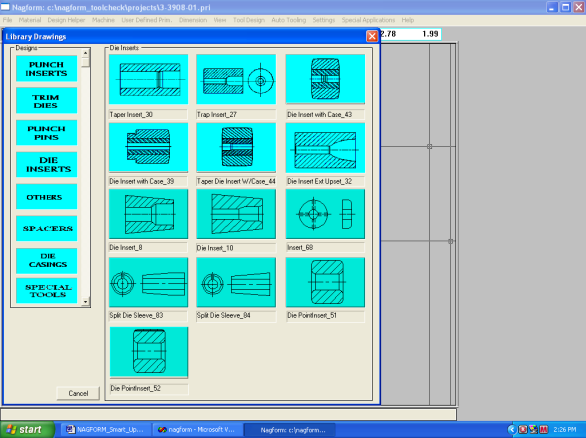 Nagform: c:\nagform_toolcheck\projects\3-3908-01.pri
File Material Design Helper Machine User Defined Prim. Dimension View Tool Design Auto Tooling Settings Special Applications Help
Library Drawings
2.78 1.99
Designs
Die Inserts
PUNCH
INSERTS
TRIM
DIES
PUNCH
PINS
DIE
INSERTS
OTHERS
SPACERS
DIE
CASINGS
SPECIAL
TOOLS
Taper Insert_30
Trap Insert_27
Die Insert with Case_43
Die Insert with Case_39
Taper Die Insert W/Case_44
Die Insert Ext Upset_32
Die Insert_8
Die Insert_10
Insert_68
Split Die Sleeve_83
Split Die Sleeve_84
Die PointInsert_51
Die PointInsert_52
Cancel
start
NAGFORM_Smart_Up...
nagform - Microsoft V...
Nagform: c:\nagform...
2:26 PM